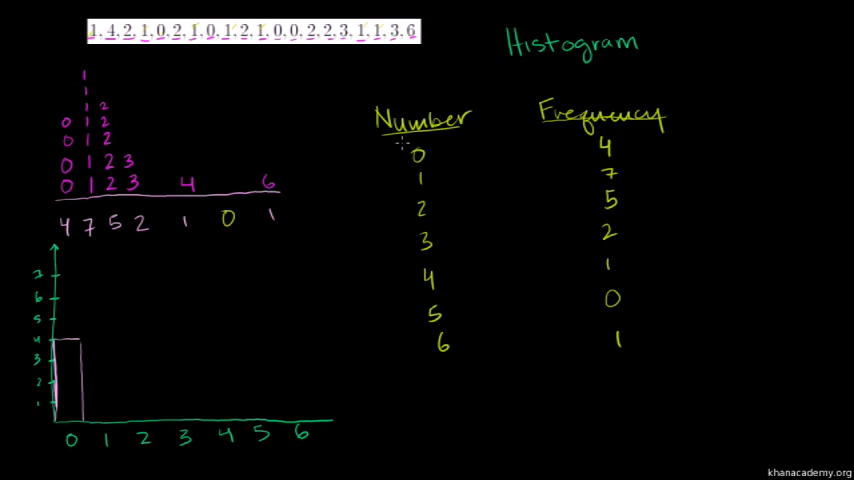 1,4,2,1,0,2,1,0,1,2,1,0,0,2,2,3,1,1,3,6
Histogram
1
1
1 2
0 1 2
0 1 2
0 1 2 3
0 1 2 3 4 6
4 7 5 2 1 0 1
Number Frequency
0 4
1 7
2 5
3 2
4 1
5 0
6 1
7
6
5
4
3
2
1
0 1 2 3 4 5 6
khanacademy.org